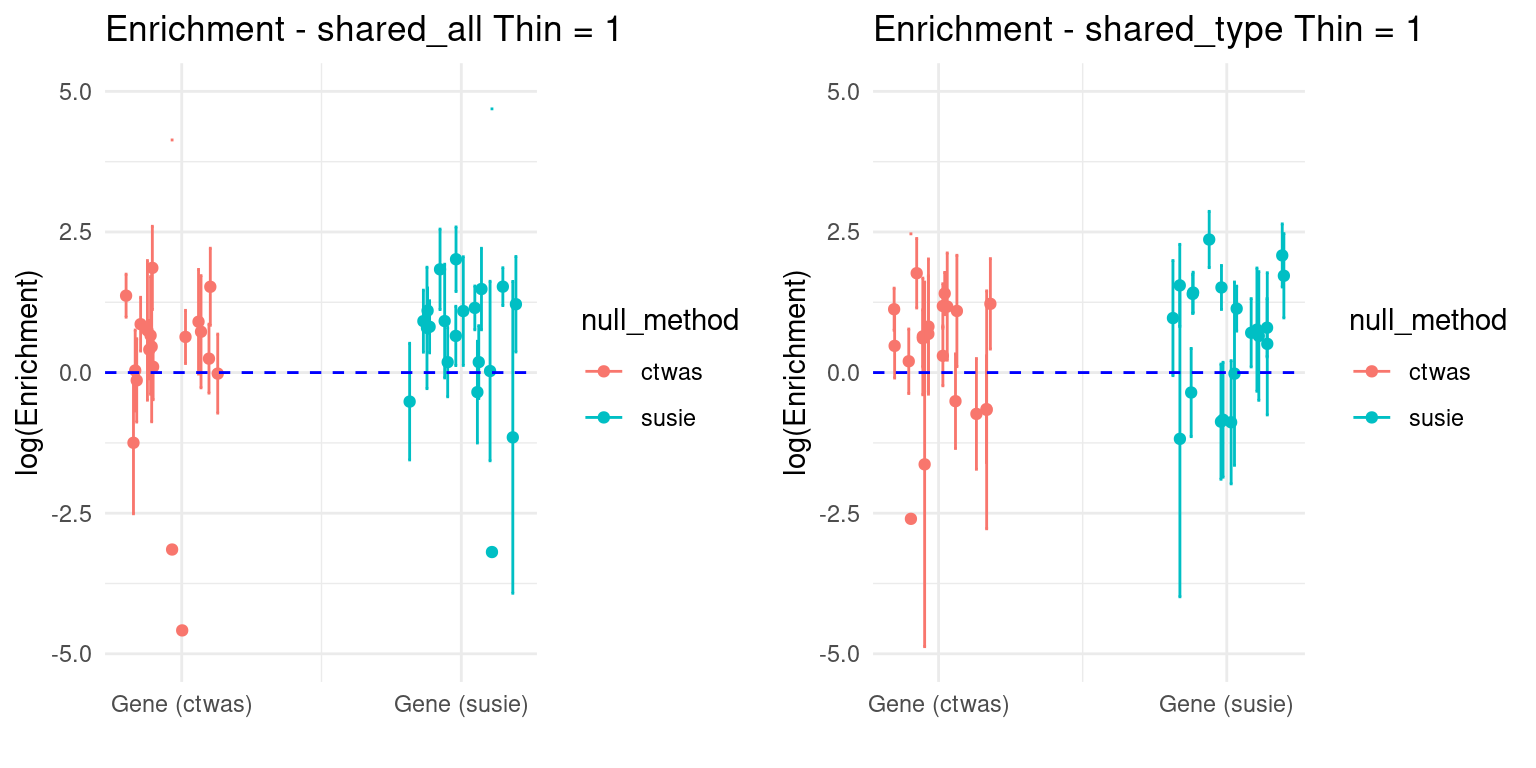 Enrichment - shared_all Thin = 1
5.0
2.5
0.0
-2.5
-5.0
log(Enrichment)
Gene (ctwas)
Gene (susie)
null_method
ctwas
susie
Enrichment - shared_type Thin = 1
5.0
2.5
0.0
-2.5
-5.0
log(Enrichment)
Gene (ctwas)
Gene (susie)
null_method
ctwas
susie